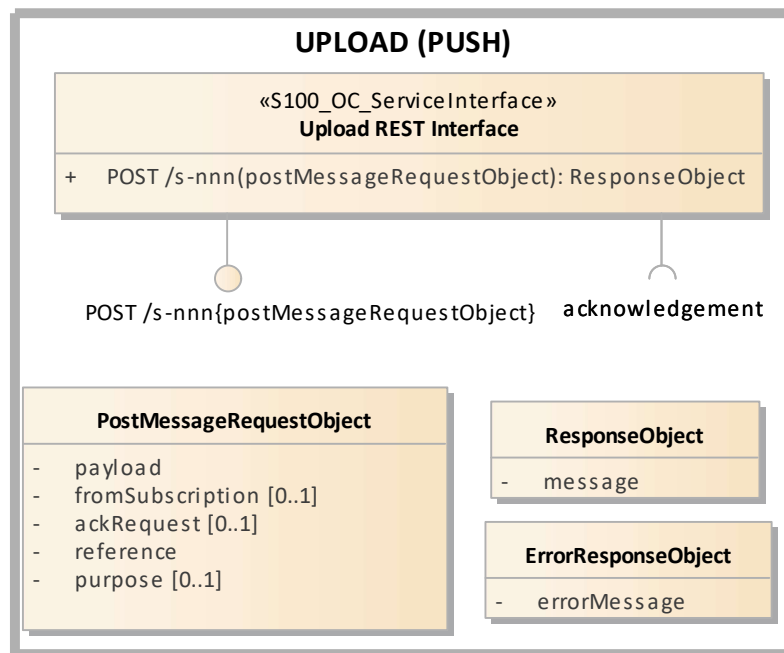 UPLOAD (PUSH)
«S100_OC_ServiceInterface»
Upload REST Interface
+ POST /s-nnn(postMessageRequestObject): ResponseObject
POST /s-nnn{postMessageRequestObject}
acknowledgement
PostMessageRequestObject
- payload
- fromSubscription [0..1]
- ackRequest [0..1]
- reference
- purpose [0..1]
ResponseObject
- message
ErrorResponseObject
- errorMessage